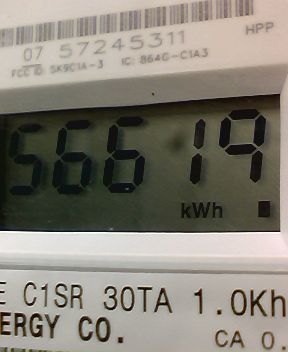 07 57245311 HPP
FCC ID: SK9C1A-3 IC: 864G-C1A3
56619
kWh
E C1SR 30TA 1.0Kh
ERGY CO. CA 0.